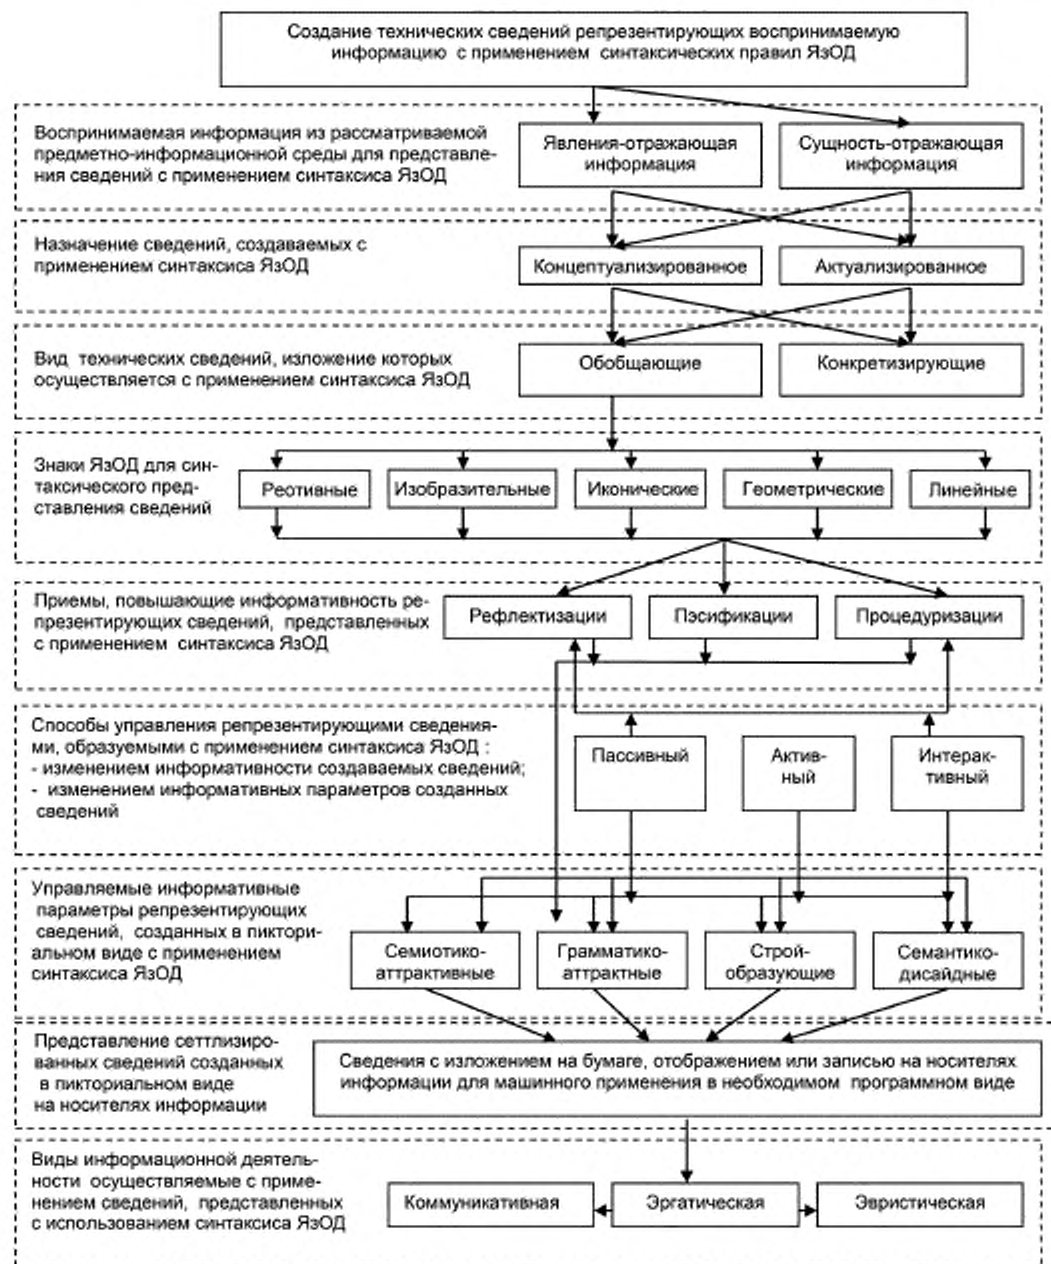 Создание технических сведений репрезентирующих воспринимаемую
информацию с применением синтаксических правил ЯзОД
Воспринимаемая информация из рассматриваемой
предметно-информационной среды для представле-
ния сведений с применением синтаксиса ЯзОД
Явления-отражающая
информация
Сущность-отражающая
информация
Назначение сведений, создаваемых с
применением синтаксиса ЯзОД
Концептуализированное
Актуализированное
Вид технических сведений, изложение которых
осуществляется с применением синтаксиса ЯзОД
Обобщающие
Конкретизирующие
Знаки ЯзОД для син-
таксического пред-
ставления сведений
Реотивные
Изобразительные
Иконические
Геометрические
Линейные
Приемы, повышающие информативность ре-
презентирующих сведений, представленных
с применением синтаксиса ЯзОД
Рефлектизации
Пэсификации
Процедуризации
Способы управления репрезентирующими сведения-
ми, образуемыми с применением синтаксиса ЯзОД :
- изменением информативности создаваемых сведений;
- изменением информативных параметров созданных
сведений
Пассивный
Актив-
ный
Интерак-
тивный
Управляемые информативные
параметры репрезентирующих
сведений, созданных в пиктори-
альном виде с применением
синтаксиса ЯзОД
Семиотико-
аттрактивные
Грамматико-
аттрактные
Строй-
образующие
Семантико-
дисайдные
Представление сеттлизиро-
ванных сведений созданных
в пикториальном виде
на носителях информации
Сведения с изложением на бумаге, отображением или записью на носителях
информации для машинного применения в необходимом программном виде
Виды информационной деятель-
ности осуществляемые с приме-
нением сведений, представленных
с использованием синтаксиса ЯзОД
Коммуникативная
Эргатическая
Эвристическая